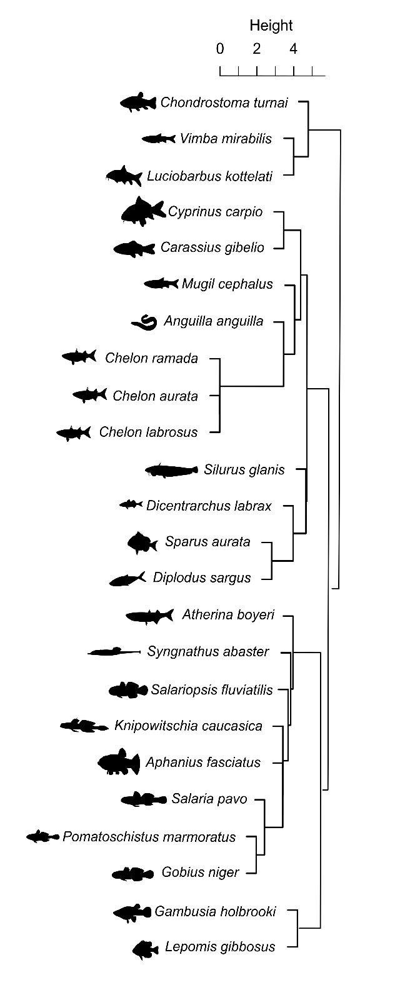 Height
0 2 4
Chondrostoma turnai
Vimba mirabilis
Luciobarbus kottelati
Cyprinus carpio
Carassius gibelio
Mugil cephalus
Anguilla anguilla
Chelon ramada
Chelon aurata
Chelon labrosus
Silurus glanis
Dicentrarchus labrax
Sparus aurata
Diplodus sargus
Atherina boyeri
Syngnathus abaster
Salariopsis fluviatilis
Knipowitschia caucasica
Aphanius fasciatus
Salaria pavo
Pomatoschistus marmoratus
Gobius niger
Gambusia holbrooki
Lepomis gibbosus